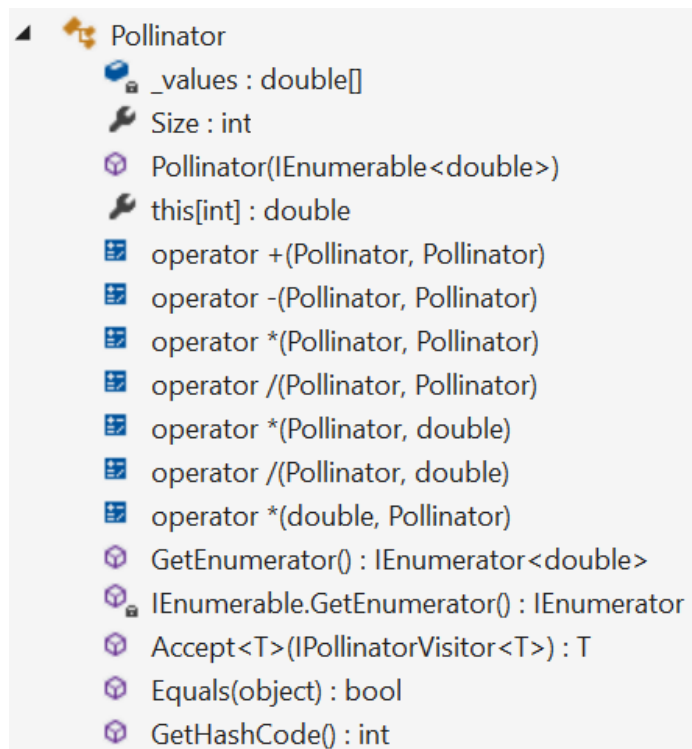 Pollinator
_values : double[]
Size : int
Pollinator(IEnumerable<double>)
this[int] : double
operator +(Pollinator, Pollinator)
operator -(Pollinator, Pollinator)
operator *(Pollinator, Pollinator)
operator /(Pollinator, Pollinator)
operator *(Pollinator, double)
operator /(Pollinator, double)
operator *(double, Pollinator)
GetEnumerator() : IEnumerator<double>
IEnumerable.GetEnumerator() : IEnumerator
Accept<T>(IPollinatorVisitor<T>) : T
Equals(object) : bool
GetHashCode() : int